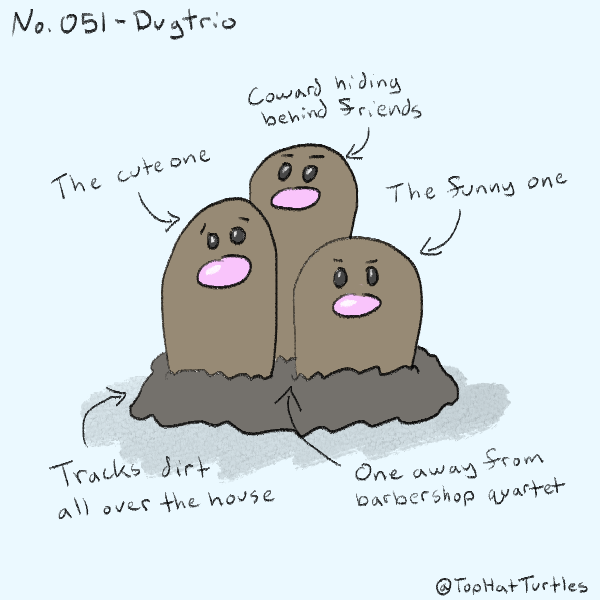 No. 051 - Dugtrio
Coward hiding
behind friends
The cute one
The funny one
Tracks dirt
all over the house
One away from
barbershop quartet
@TopHatTurtles